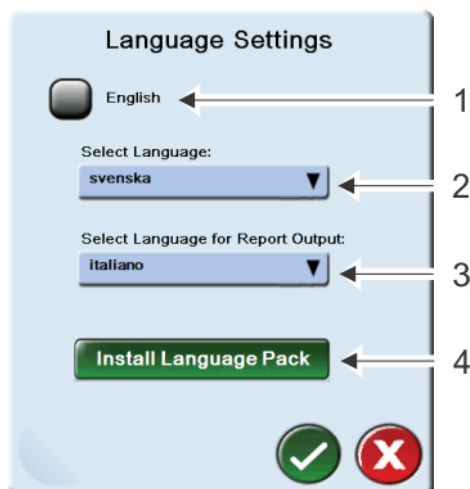 Language Settings
English
1
Select Language:
svenska
2
Select Language for Report Output:
italiano
3
Install Language Pack
4